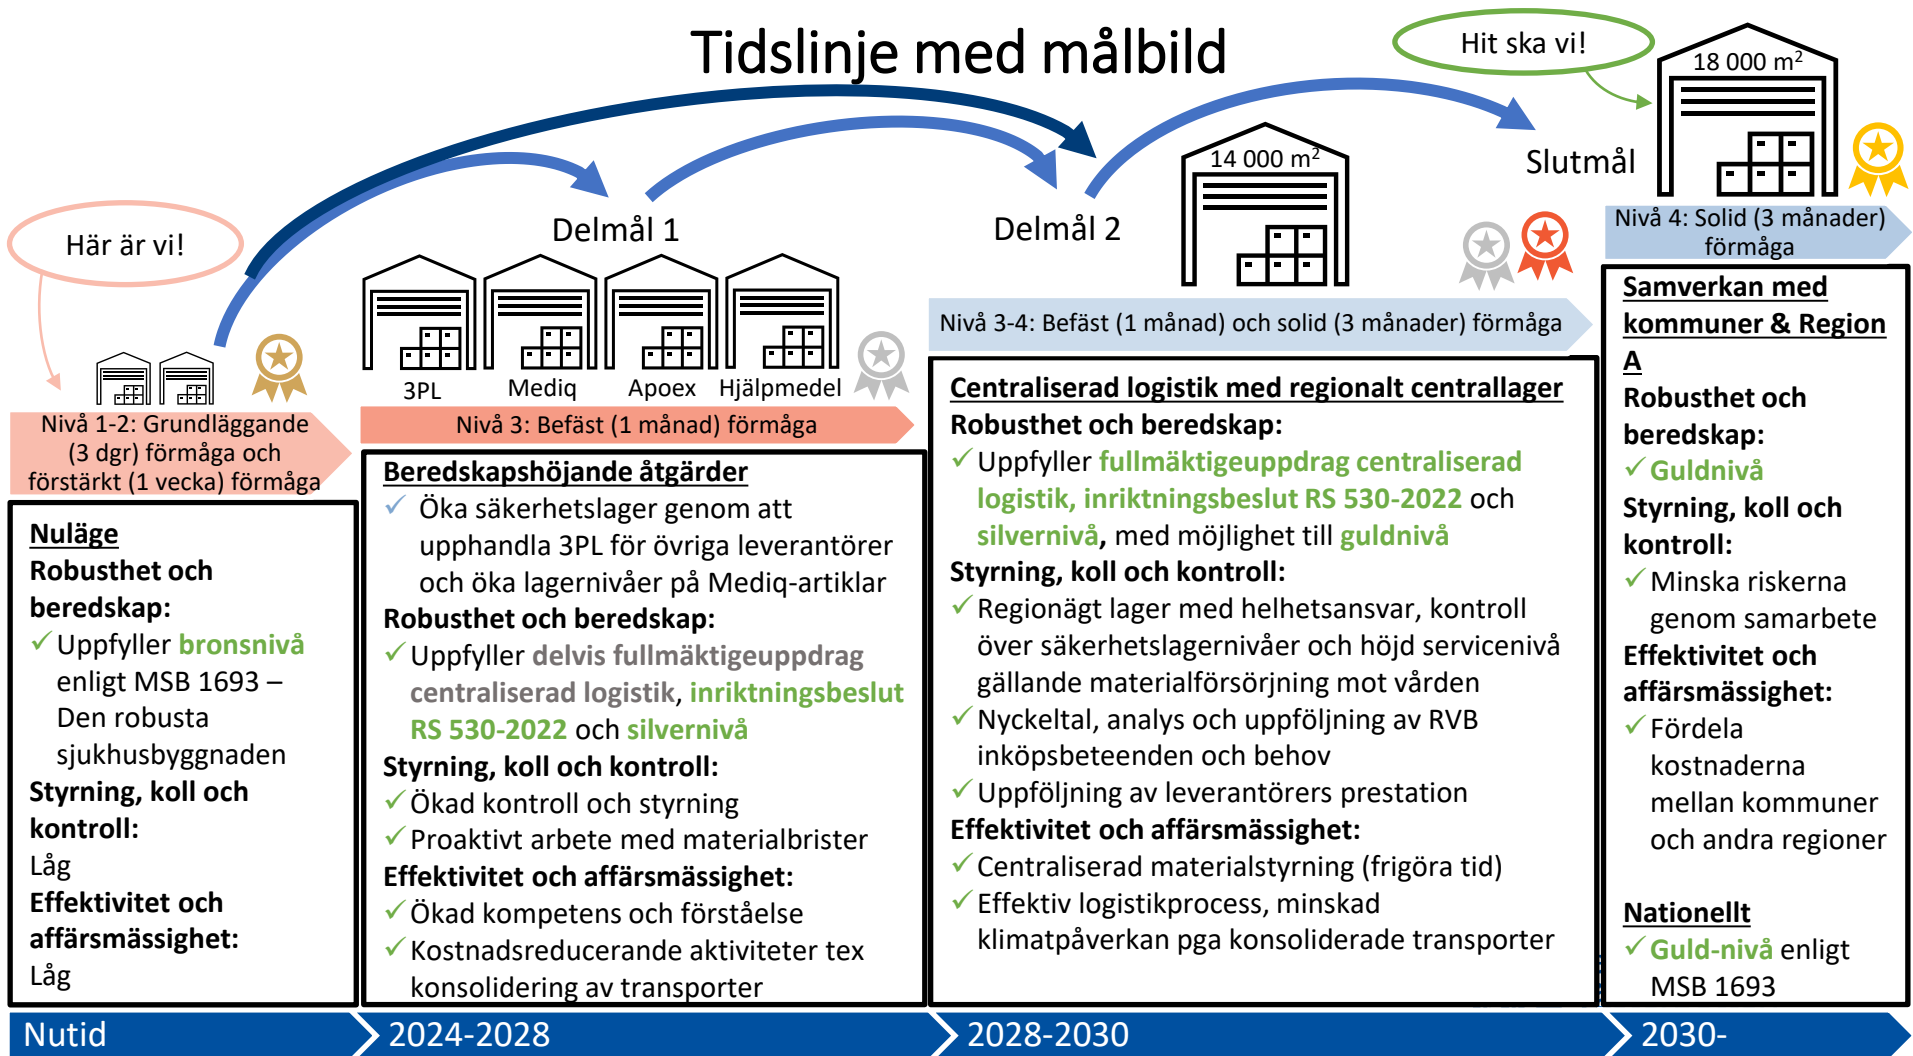 Tidslinje med målbild
Hit ska vi!
18 000 m²
14 000 m²
Slutmål
Delmål 1
Delmål 2
Här är vi!
3PL
Mediq
Apoex
Hjälpmedel
Nivå 1-2: Grundläggande
(3 dgr) förmåga och
förstärkt (1 vecka) förmåga
Nuläge
Robusthet och
beredskap:
✓Uppfyller bronsnivå
enligt MSB 1693 –
Den robusta
sjukhusbyggnaden
Styrning, koll och
kontroll:
Låg
Effektivitet och
affärsmässighet:
Låg
Nutid
Nivå 3: Befäst (1 månad) förmåga
Beredskapshöjande åtgärder
✓ Öka säkerhetslager genom att
upphandla 3PL för övriga leverantörer
och öka lagernivåer på Mediq-artiklar
Robusthet och beredskap:
✓Uppfyller delvis fullmäktigeuppdrag
centraliserad logistik, inriktningsbeslut
RS 530-2022 och silvernivå
Styrning, koll och kontroll:
✓Ökad kontroll och styrning
✓Proaktivt arbete med materialbrister
Effektivitet och affärsmässighet:
✓Ökad kompetens och förståelse
✓Kostnadsreducerande aktiviteter tex
konsolidering av transporter
2024-2028
Nivå 3-4: Befäst (1 månad) och solid (3 månader) förmåga
Centraliserad logistik med regionalt centrallager
Robusthet och beredskap:
✓Uppfyller fullmäktigeuppdrag centraliserad
logistik, inriktningsbeslut RS 530-2022 och
silvernivå, med möjlighet till guldnivå
Styrning, koll och kontroll:
✓Regionägt lager med helhetsansvar, kontroll
över säkerhetslagernivåer och höjd servicenivå
gällande materialförsörjning mot vården
✓Nyckeltal, analys och uppföljning av RVB
inköpsbeteenden och behov
✓Uppföljning av leverantörers prestation
Effektivitet och affärsmässighet:
✓Centraliserad materialstyrning (frigöra tid)
✓Effektiv logistikprocess, minskad
klimatpåverkan pga konsoliderade transporter
2028-2030
Nivå 4: Solid (3 månader)
förmåga
Samverkan med
kommuner & Region
A
Robusthet och
beredskap:
✓Guldnivå
Styrning, koll och
kontroll:
✓Minska riskerna
genom samarbete
Effektivitet och
affärsmässighet:
✓Fördela
kostnaderna
mellan kommuner
och andra regioner
Nationellt
✓Guld-nivå enligt
MSB 1693
2030-